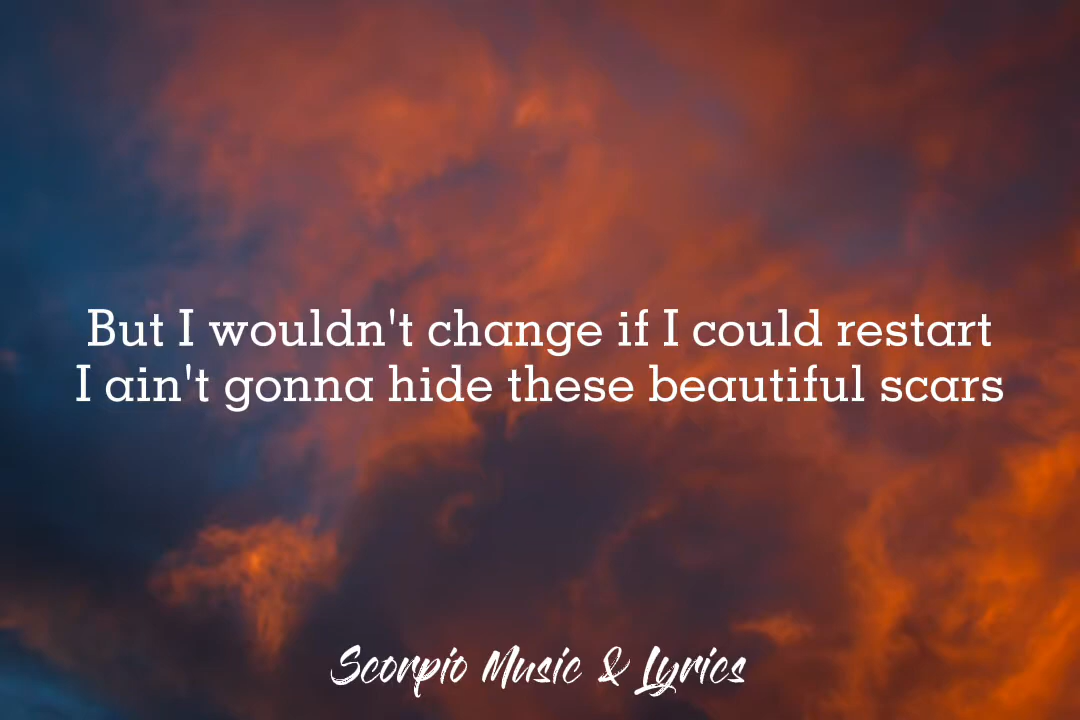 But I wouldn't change if I could restart
I ain't gonna hide these beautiful scars
Scorpio Music & Lyrics